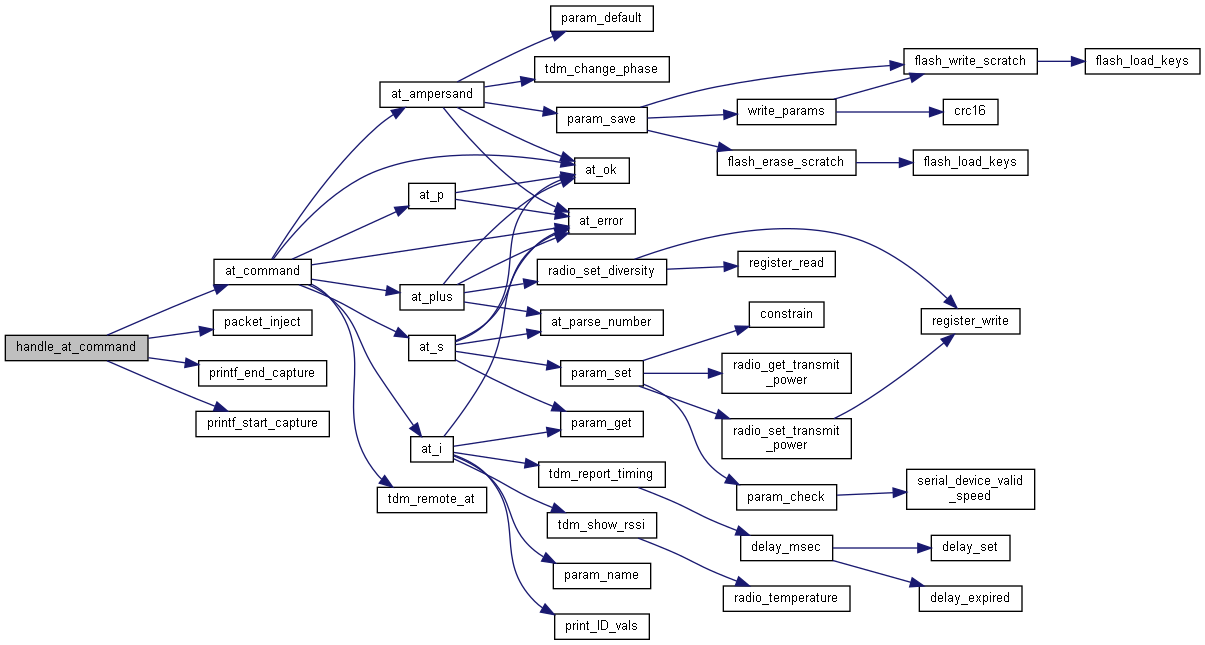 handle_at_command
at_command
packet_inject
printf_end_capture
printf_start_capture
at_ampersand
at_p
at_plus
at_s
at_i
tdm_remote_at
param_default
tdm_change_phase
param_save
at_ok
at_error
radio_set_diversity
at_parse_number
param_set
param_get
tdm_report_timing
tdm_show_rssi
param_name
print_ID_vals
write_params
flash_erase_scratch
register_read
constrain
radio_get_transmit
_power
radio_set_transmit
_power
param_check
delay_msec
radio_temperature
flash_write_scratch
crc16
flash_load_keys
register_write
serial_device_valid
_speed
delay_set
delay_expired
flash_load_keys